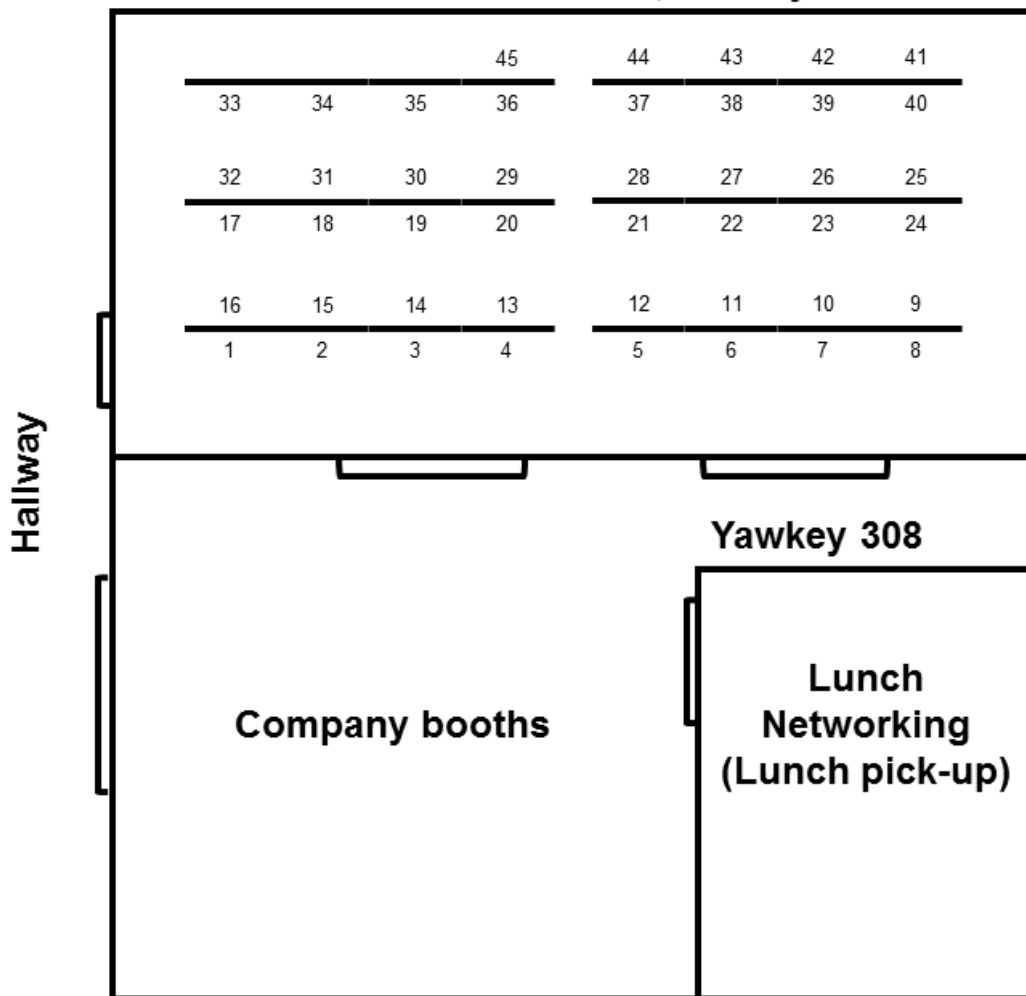 45 44 43 42 41
33 34 35 36 37 38 39 40
32 31 30 29 28 27 26 25
17 18 19 20 21 22 23 24
16 15 14 13 12 11 10 9
1 2 3 4 5 6 7 8
Hallway
Yawkey 308
Company booths
Lunch
Networking
(Lunch pick-up)